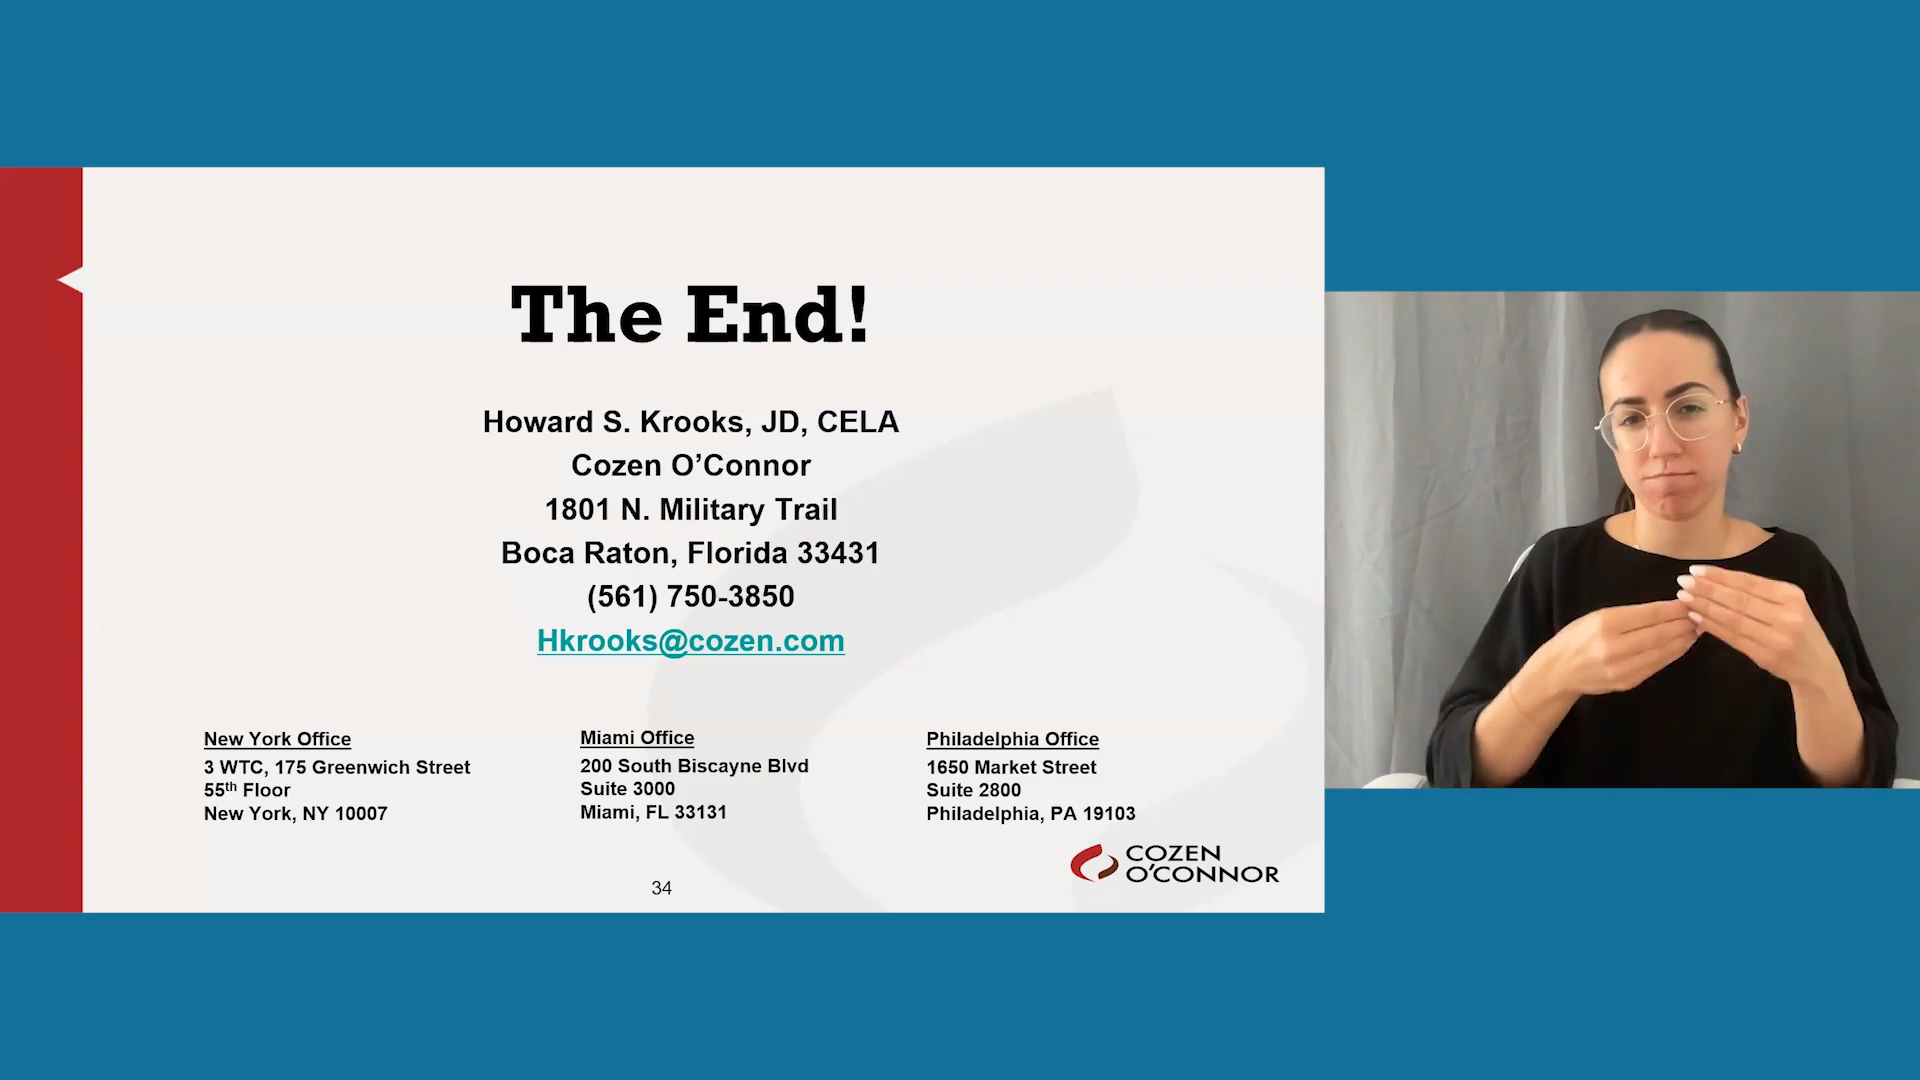 The End!
Howard S. Krooks, JD, CELA
Cozen O’Connor
1801 N. Military Trail
Boca Raton, Florida 33431
(561) 750-3850
Hkrooks@cozen.com
New York Office
3 WTC, 175 Greenwich Street
55th Floor
New York, NY 10007
Miami Office
200 South Biscayne Blvd
Suite 3000
Miami, FL 33131
Philadelphia Office
1650 Market Street
Suite 2800
Philadelphia, PA 19103
COZEN
O’CONNOR
34